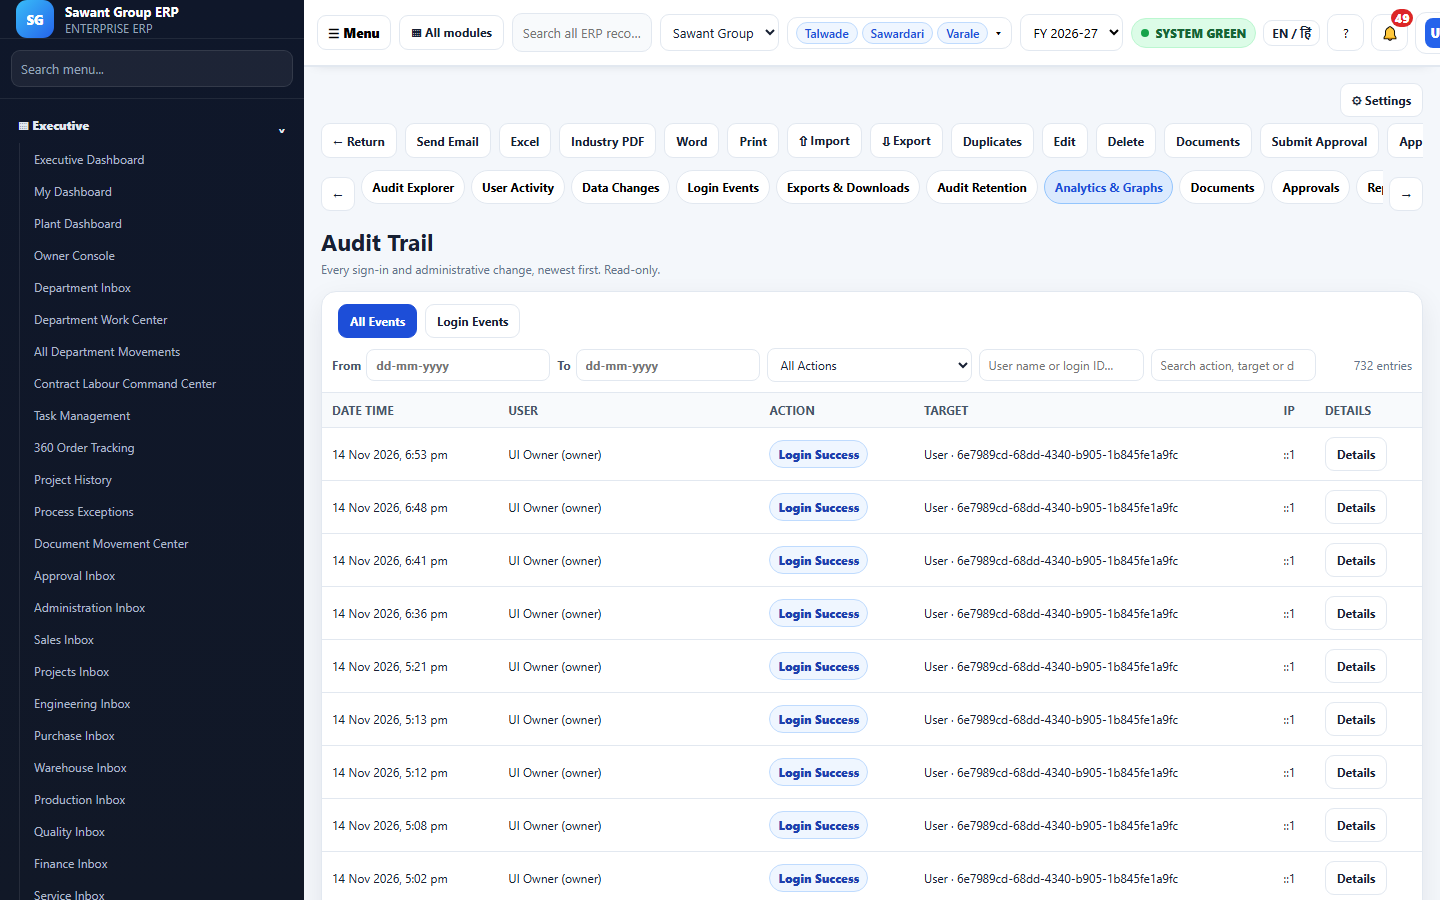 SG
Sawant Group ERP
ENTERPRISE ERP
Search menu...
Executive
Executive Dashboard
My Dashboard
Plant Dashboard
Owner Console
Department Inbox
Department Work Center
All Department Movements
Contract Labour Command Center
Task Management
360 Order Tracking
Project History
Process Exceptions
Document Movement Center
Approval Inbox
Administration Inbox
Sales Inbox
Projects Inbox
Engineering Inbox
Purchase Inbox
Warehouse Inbox
Production Inbox
Quality Inbox
Finance Inbox
Service Inbox
☰ Menu All modules Search all ERP reco... Sawant Group Talwade Sawardari Varale FY 2026-27 SYSTEM GREEN EN / हिं ? 49 U
⚙ Settings
← Return Send Email Excel Industry PDF Word Print ⇧ Import ⇩ Export Duplicates Edit Delete Documents Submit Approval App
← Audit Explorer User Activity Data Changes Login Events Exports & Downloads Audit Retention Analytics & Graphs Documents Approvals Rep →
Audit Trail
Every sign-in and administrative change, newest first. Read-only.
All Events Login Events
From dd-mm-yyyy To dd-mm-yyyy All Actions User name or login ID... Search action, target or d 732 entries
DATE TIME USER ACTION TARGET IP DETAILS
14 Nov 2026, 6:53 pm UI Owner (owner) Login Success User · 6e7989cd-68dd-4340-b905-1b845fe1a9fc ::1 Details
14 Nov 2026, 6:48 pm UI Owner (owner) Login Success User · 6e7989cd-68dd-4340-b905-1b845fe1a9fc ::1 Details
14 Nov 2026, 6:41 pm UI Owner (owner) Login Success User · 6e7989cd-68dd-4340-b905-1b845fe1a9fc ::1 Details
14 Nov 2026, 6:36 pm UI Owner (owner) Login Success User · 6e7989cd-68dd-4340-b905-1b845fe1a9fc ::1 Details
14 Nov 2026, 5:21 pm UI Owner (owner) Login Success User · 6e7989cd-68dd-4340-b905-1b845fe1a9fc ::1 Details
14 Nov 2026, 5:13 pm UI Owner (owner) Login Success User · 6e7989cd-68dd-4340-b905-1b845fe1a9fc ::1 Details
14 Nov 2026, 5:12 pm UI Owner (owner) Login Success User · 6e7989cd-68dd-4340-b905-1b845fe1a9fc ::1 Details
14 Nov 2026, 5:08 pm UI Owner (owner) Login Success User · 6e7989cd-68dd-4340-b905-1b845fe1a9fc ::1 Details
14 Nov 2026, 5:02 pm UI Owner (owner) Login Success User · 6e7989cd-68dd-4340-b905-1b845fe1a9fc ::1 Details